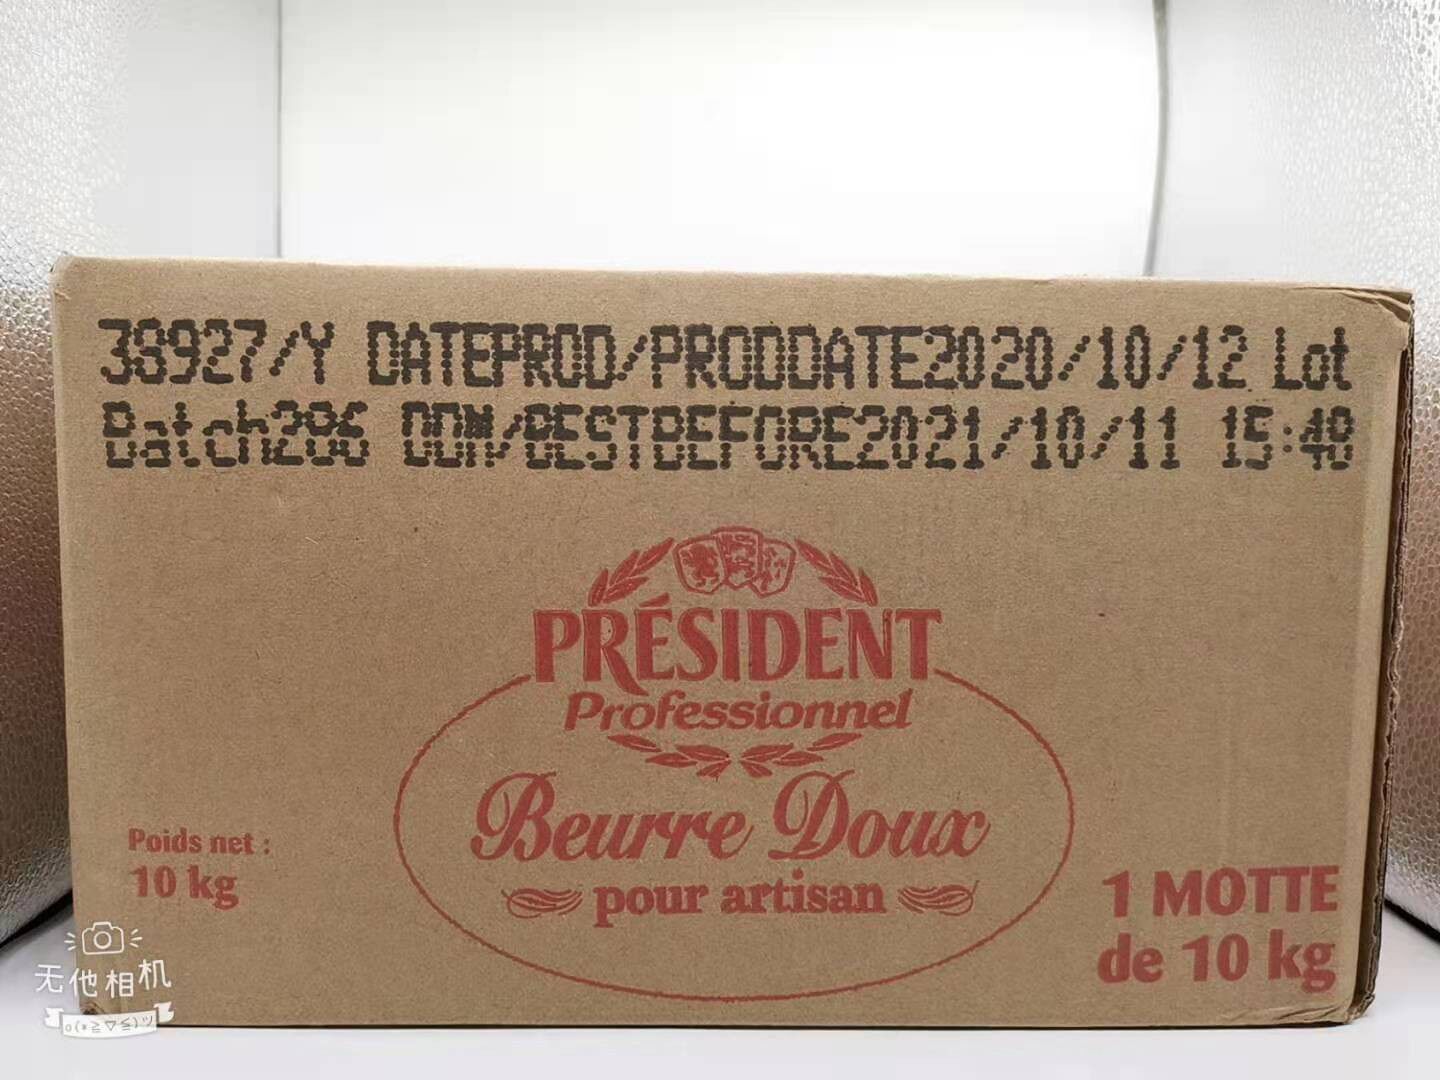 38927/Y DATEPROD/PRODDATE2020/10/12 Lot
Batch286 DDM/BESTBEFORE2021/10/11 15:48
PRÉSIDENT
Professionnel
Beurre Doux
pour artisan
Poids net :
10 kg
1 MOTTE
de 10 kg
无他相机
o(*≧▽≦)ツ